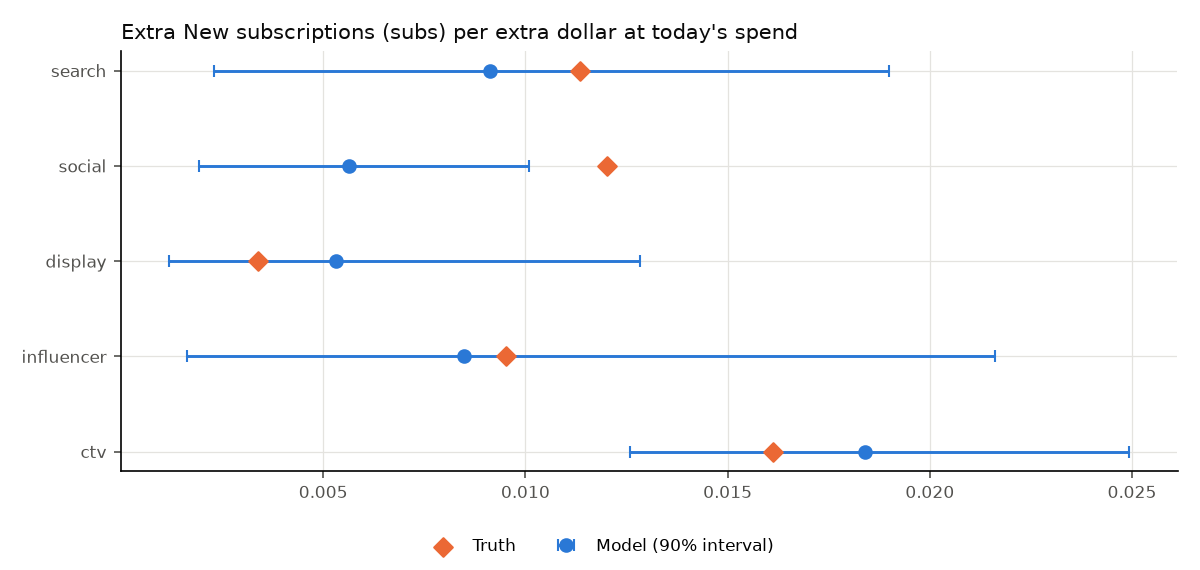 Extra New subscriptions (subs) per extra dollar at today's spend
search
social
display
influencer
ctv
0.005 0.010 0.015 0.020 0.025
Truth Model (90% interval)